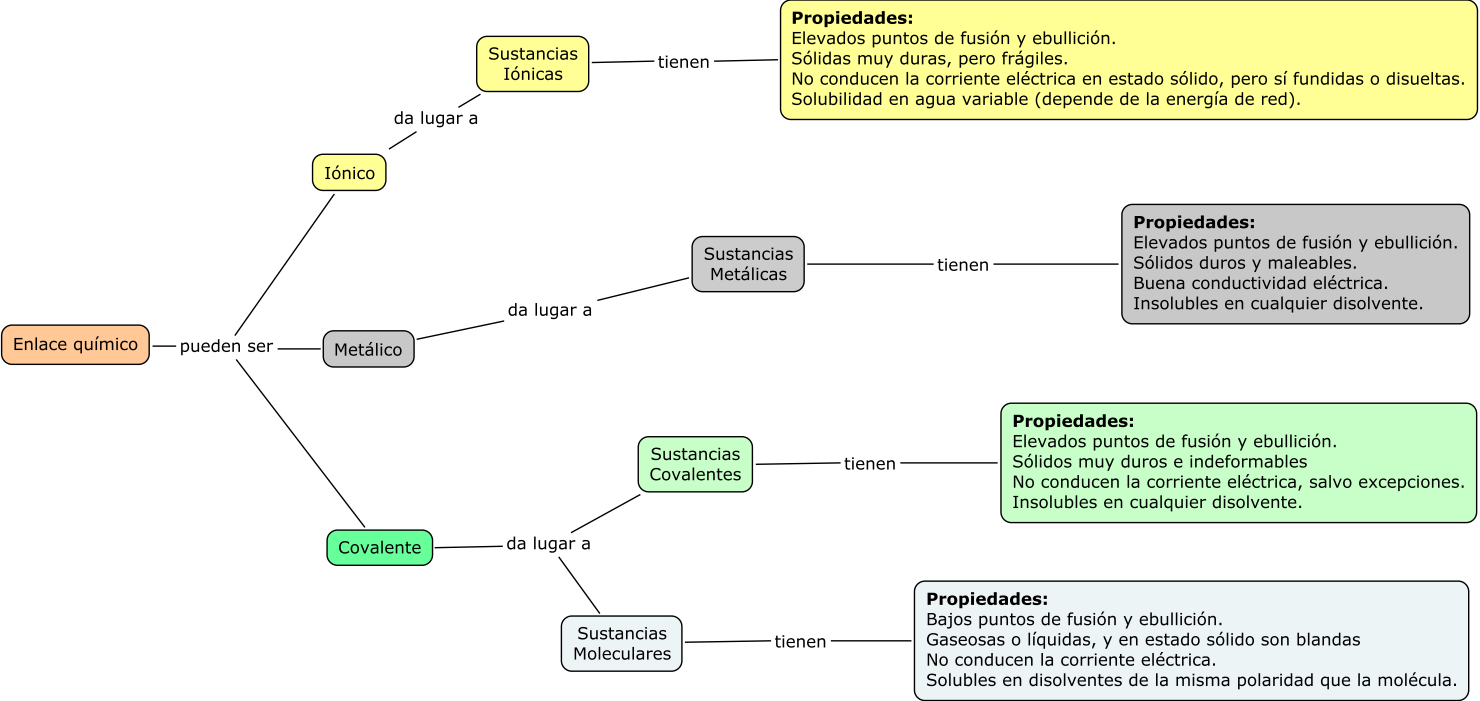 Enlace químico
pueden ser
Iónico
da lugar a
Sustancias
Iónicas
tienen
Propiedades:
Elevados puntos de fusión y ebullición.
Sólidas muy duras, pero frágiles.
No conducen la corriente eléctrica en estado sólido, pero sí fundidas o disueltas.
Solubilidad en agua variable (depende de la energía de red).
Metálico
da lugar a
Sustancias
Metálicas
tienen
Propiedades:
Elevados puntos de fusión y ebullición.
Sólidos duros y maleables.
Buena conductividad eléctrica.
Insolubles en cualquier disolvente.
Covalente
da lugar a
Sustancias
Covalentes
tienen
Propiedades:
Elevados puntos de fusión y ebullición.
Sólidos muy duros e indeformables
No conducen la corriente eléctrica, salvo excepciones.
Insolubles en cualquier disolvente.
Sustancias
Moleculares
tienen
Propiedades:
Bajos puntos de fusión y ebullición.
Gaseosas o líquidas, y en estado sólido son blandas
No conducen la corriente eléctrica.
Solubles en disolventes de la misma polaridad que la molécula.